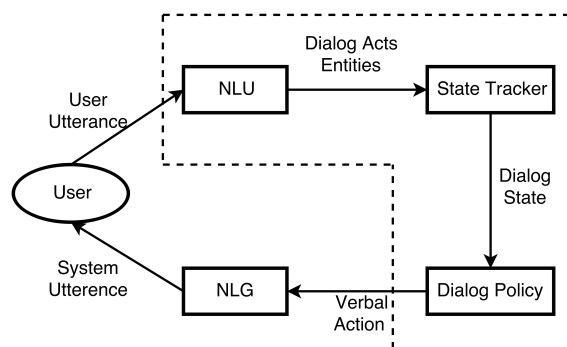 Dialog Acts
Entities
NLU
State Tracker
User
Utterance
User
Dialog
State
System
Utterence
NLG
Verbal
Action
Dialog Policy